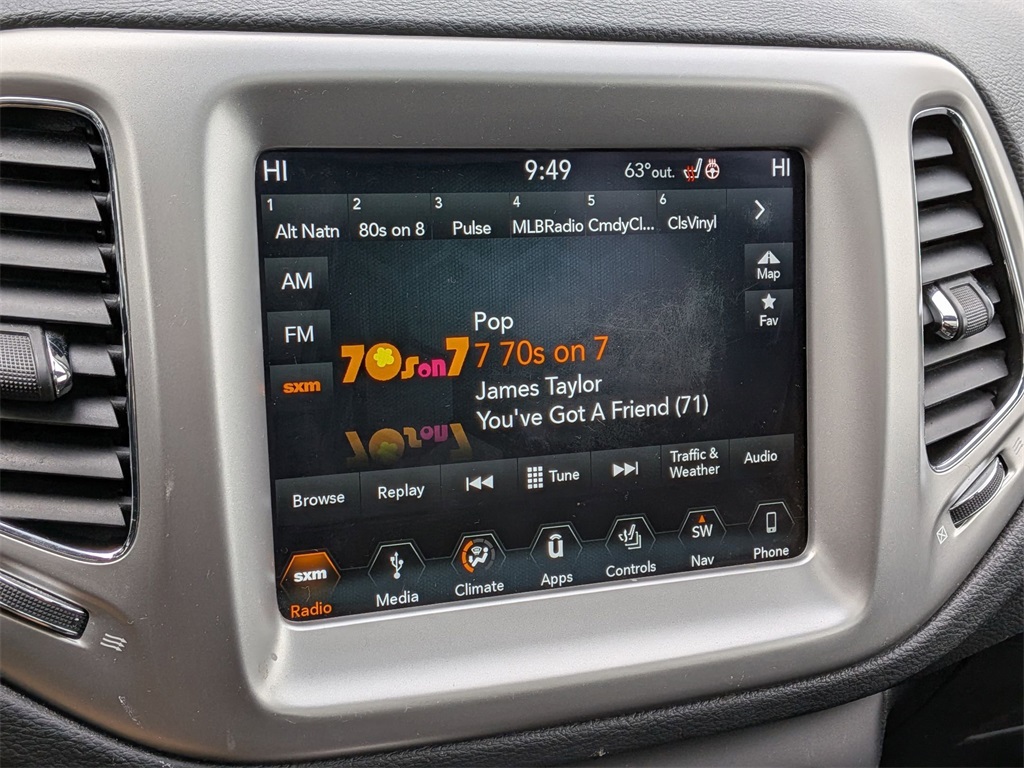 HI 9:49 63°out. HI
1 2 3 4 5 6
Alt Natn 80s on 8 Pulse MLBRadio CmdyCl... ClsVinyl
AM
Map
FM
Fav
sxm
70s on 7
Pop
7 70s on 7
James Taylor
You've Got A Friend (71)
Browse Replay Tune Traffic & Weather Audio
sxm SW
Radio Media Climate Apps Controls Nav Phone